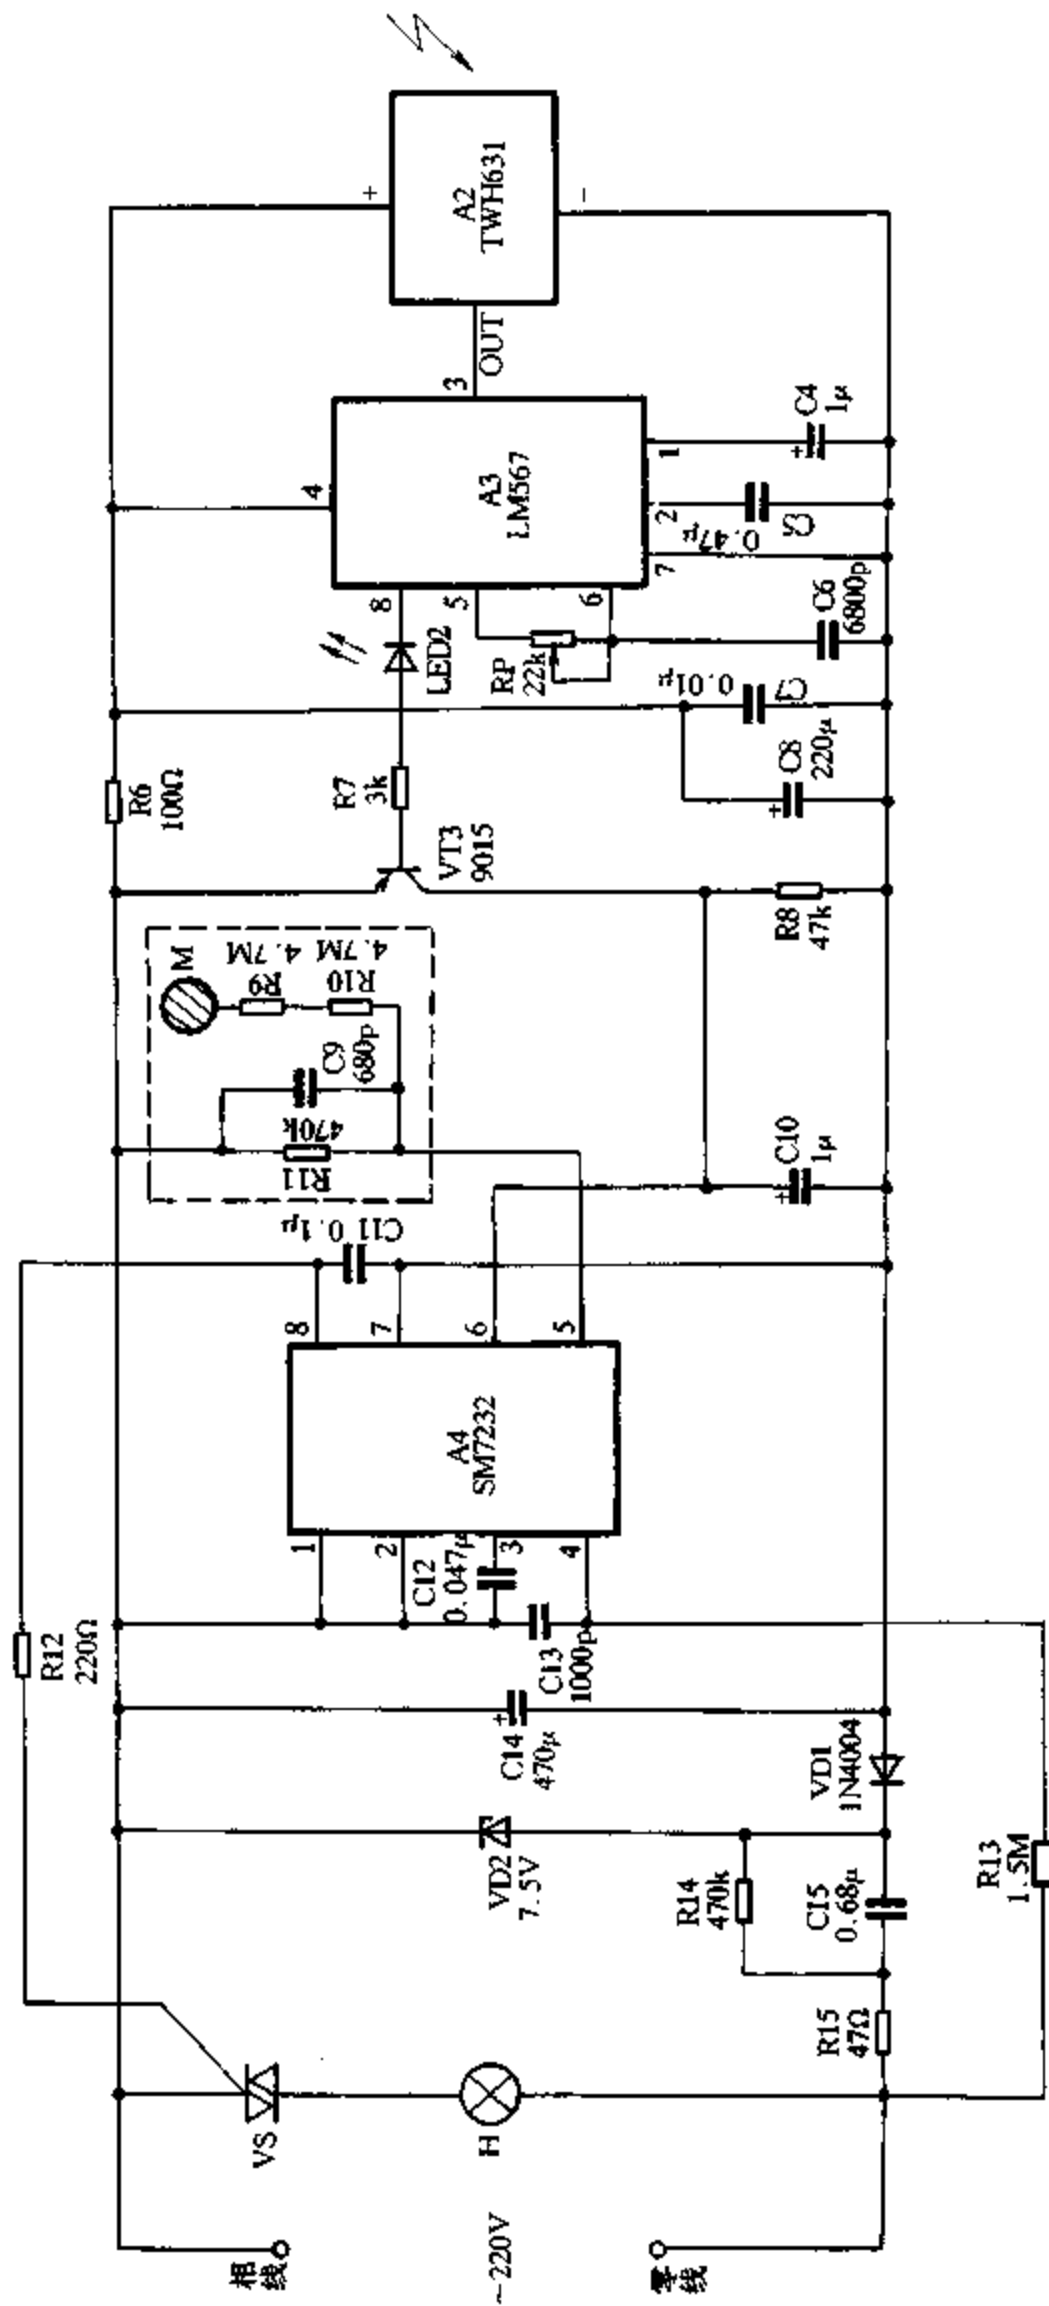 相
线
~220V
零
线
VS
H
R12
220Ω
R15
47Ω
R14
470k
C15
0.68μ
R13
1.5M
VD2
7.5V
VD1
1N4004
C14
470μ
C13
1000p
C12
0.047μ
1
2
3
4
A4
SM7232
8
7
6
5
C11 0.1μ
R11
470k
C9
680p
R10
4.7M
R9
4.7M
M
C10
1μ
R8
47k
VT3
9015
R6
100Ω
R7
3k
C8
220μ
C7
0.01μ
LED2
RP
22k
C6
6800p
8
5
6
4
A3
LM567
7
2
1
3
C5
0.47μ
C4
1μ
OUT
+
A2
TWH631
-